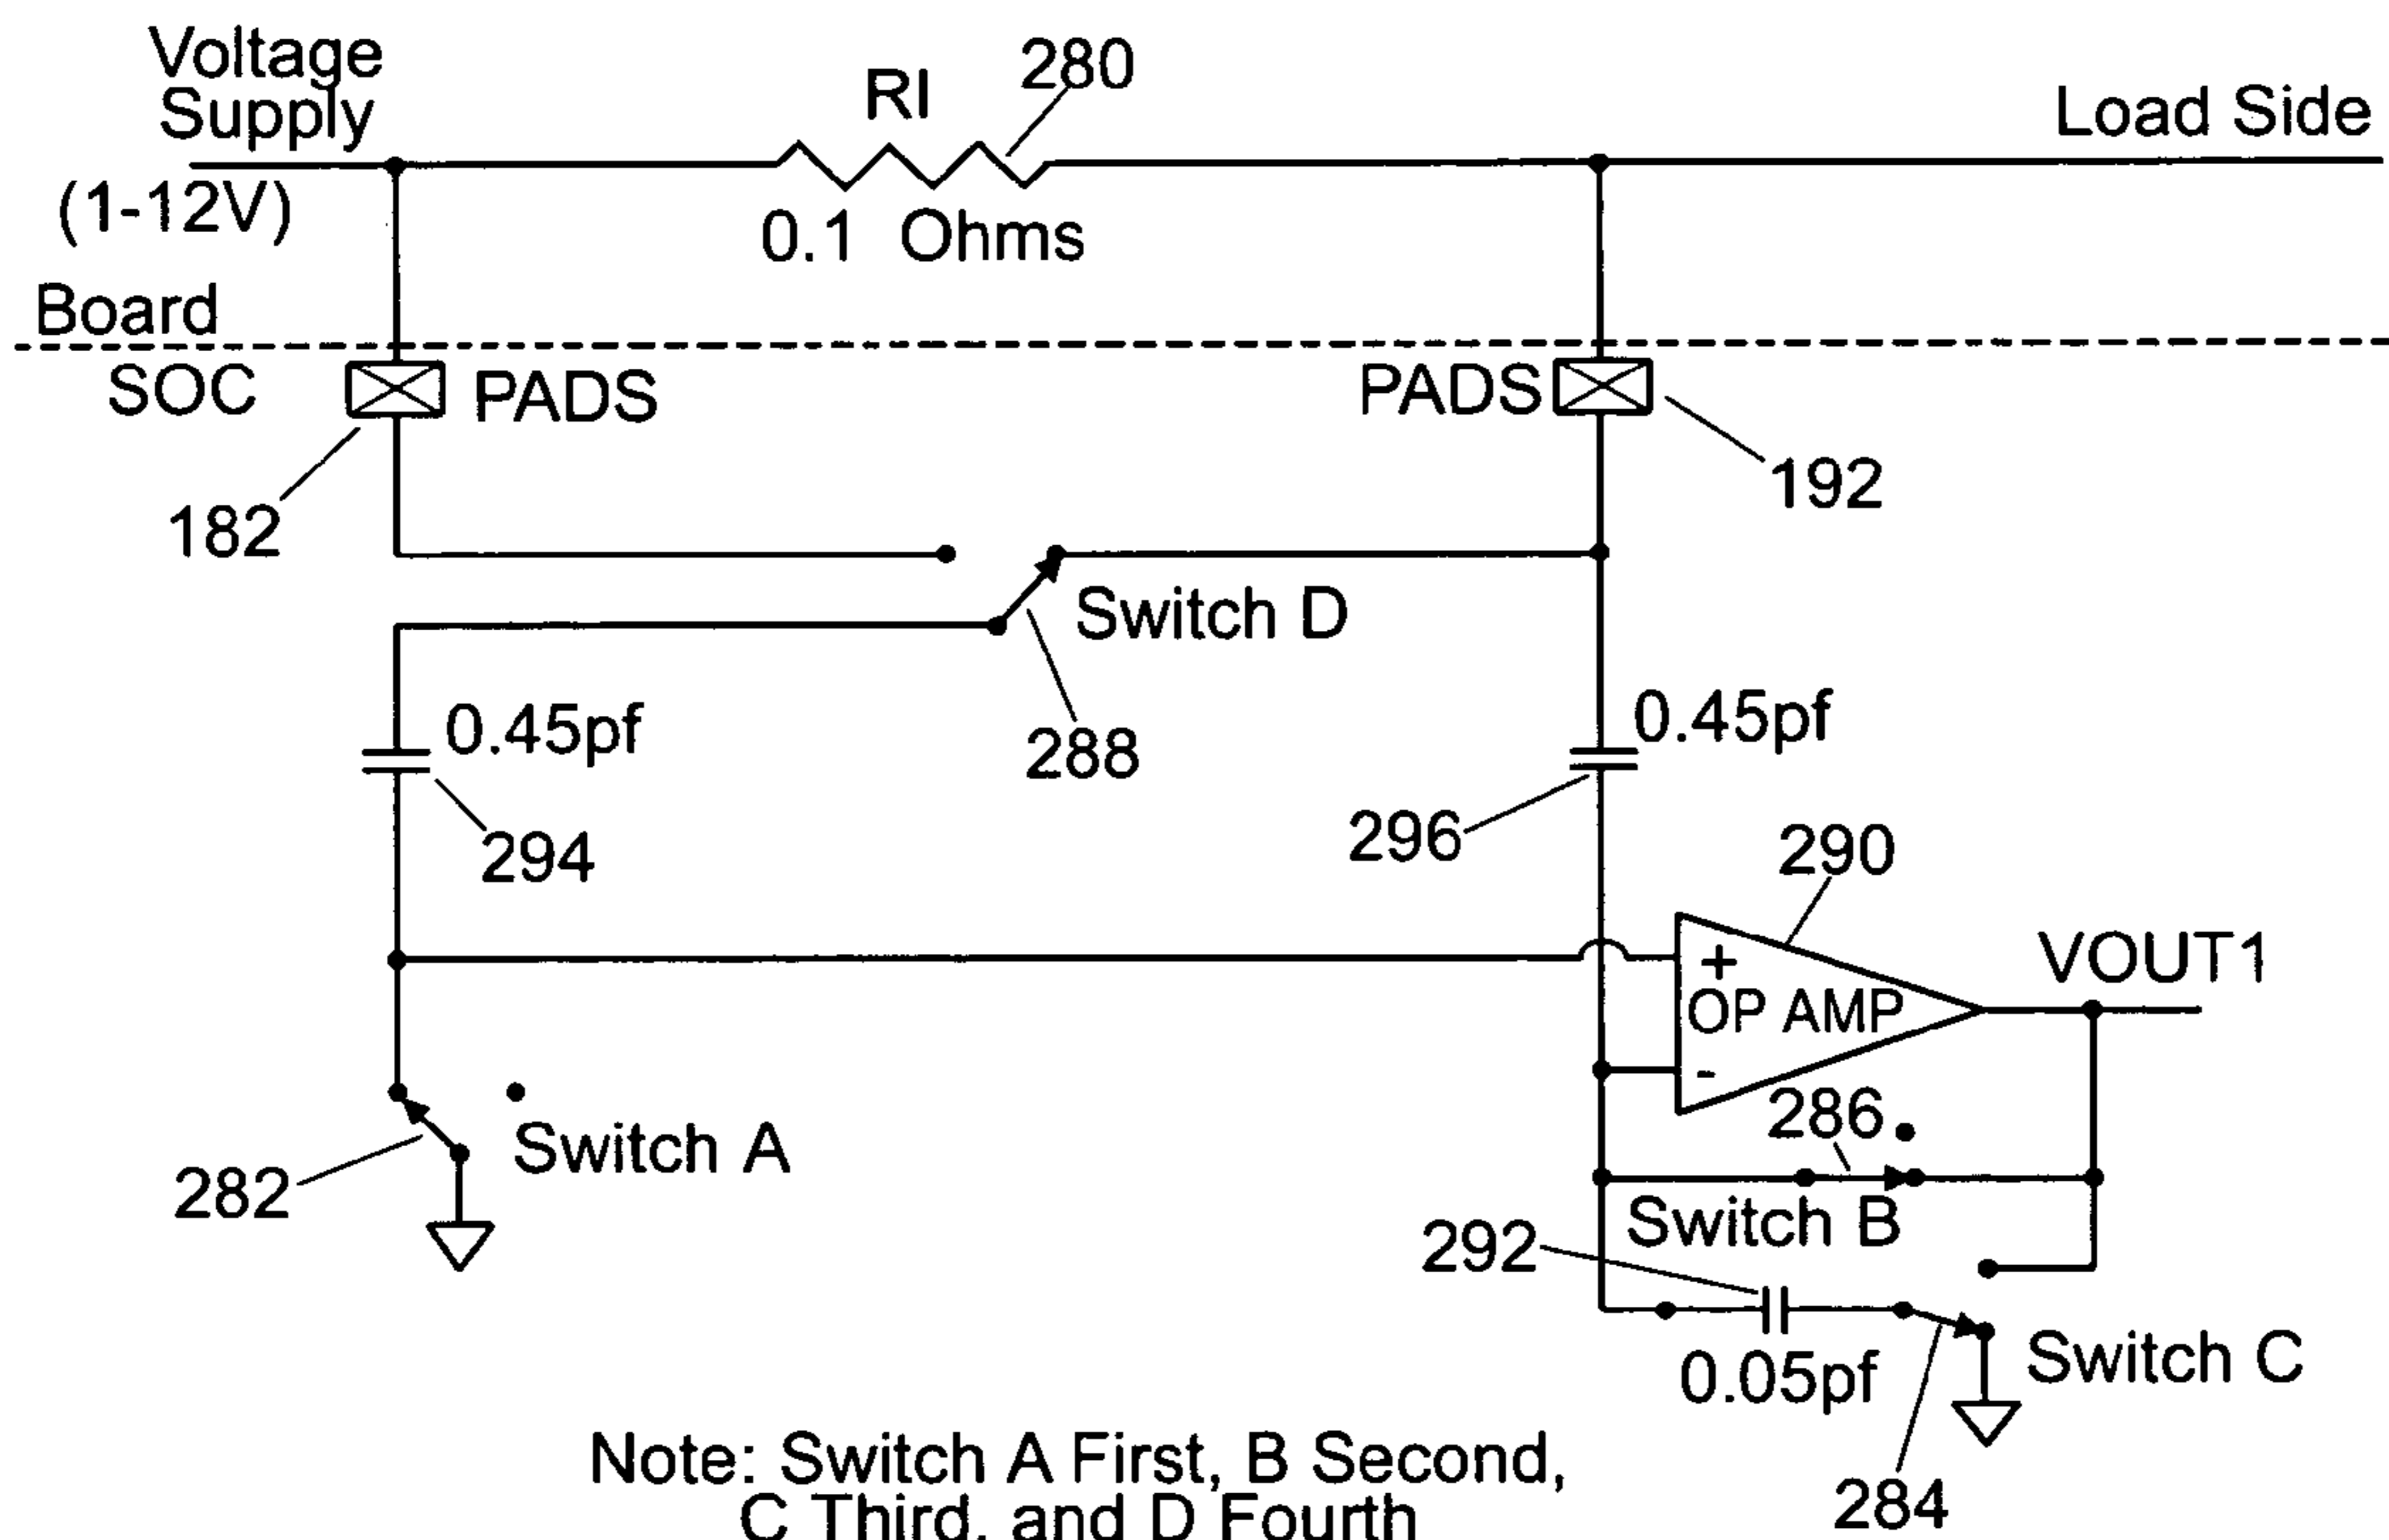 Voltage
Supply
(1-12V)
RI
280
0.1 Ohms
Load Side
Board
SOC
PADS
PADS
182
192
Switch D
288
0.45pf
294
0.45pf
296
290
+
OP AMP
-
VOUT1
282
Switch A
286
Switch B
292
0.05pf
Switch C
284
Note: Switch A First, B Second,
C Third, and D Fourth